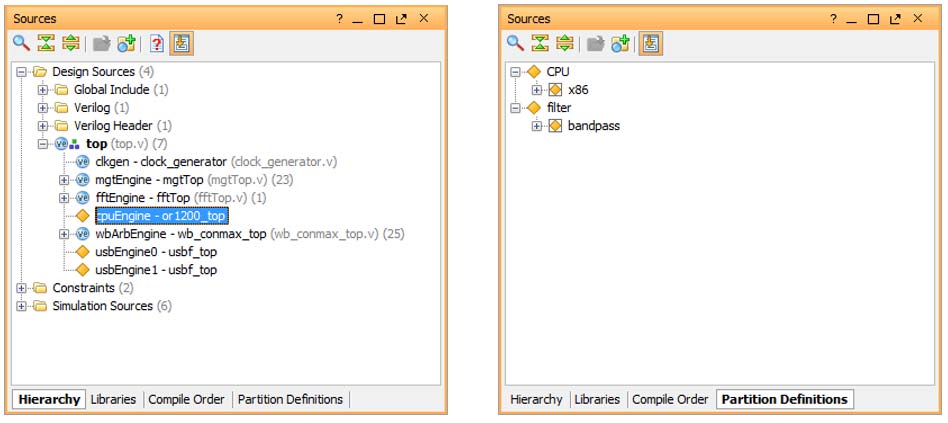 Sources
Design Sources (4)
Global Include (1)
Verilog (1)
Verilog Header (1)
top (top.v) (7)
clkgen - clock_generator (clock_generator.v)
mgtEngine - mgtTop (mgtTop.v) (23)
fftEngine - fftTop (fftTop.v) (1)
cpuEngine - or1200_top
wbArbEngine - wb_conmax_top (wb_conmax_top.v) (25)
usbEngine0 - usbf_top
usbEngine1 - usbf_top
Constraints (2)
Simulation Sources (6)
Hierarchy Libraries Compile Order Partition Definitions
Sources
CPU
x86
filter
bandpass
Hierarchy Libraries Compile Order Partition Definitions